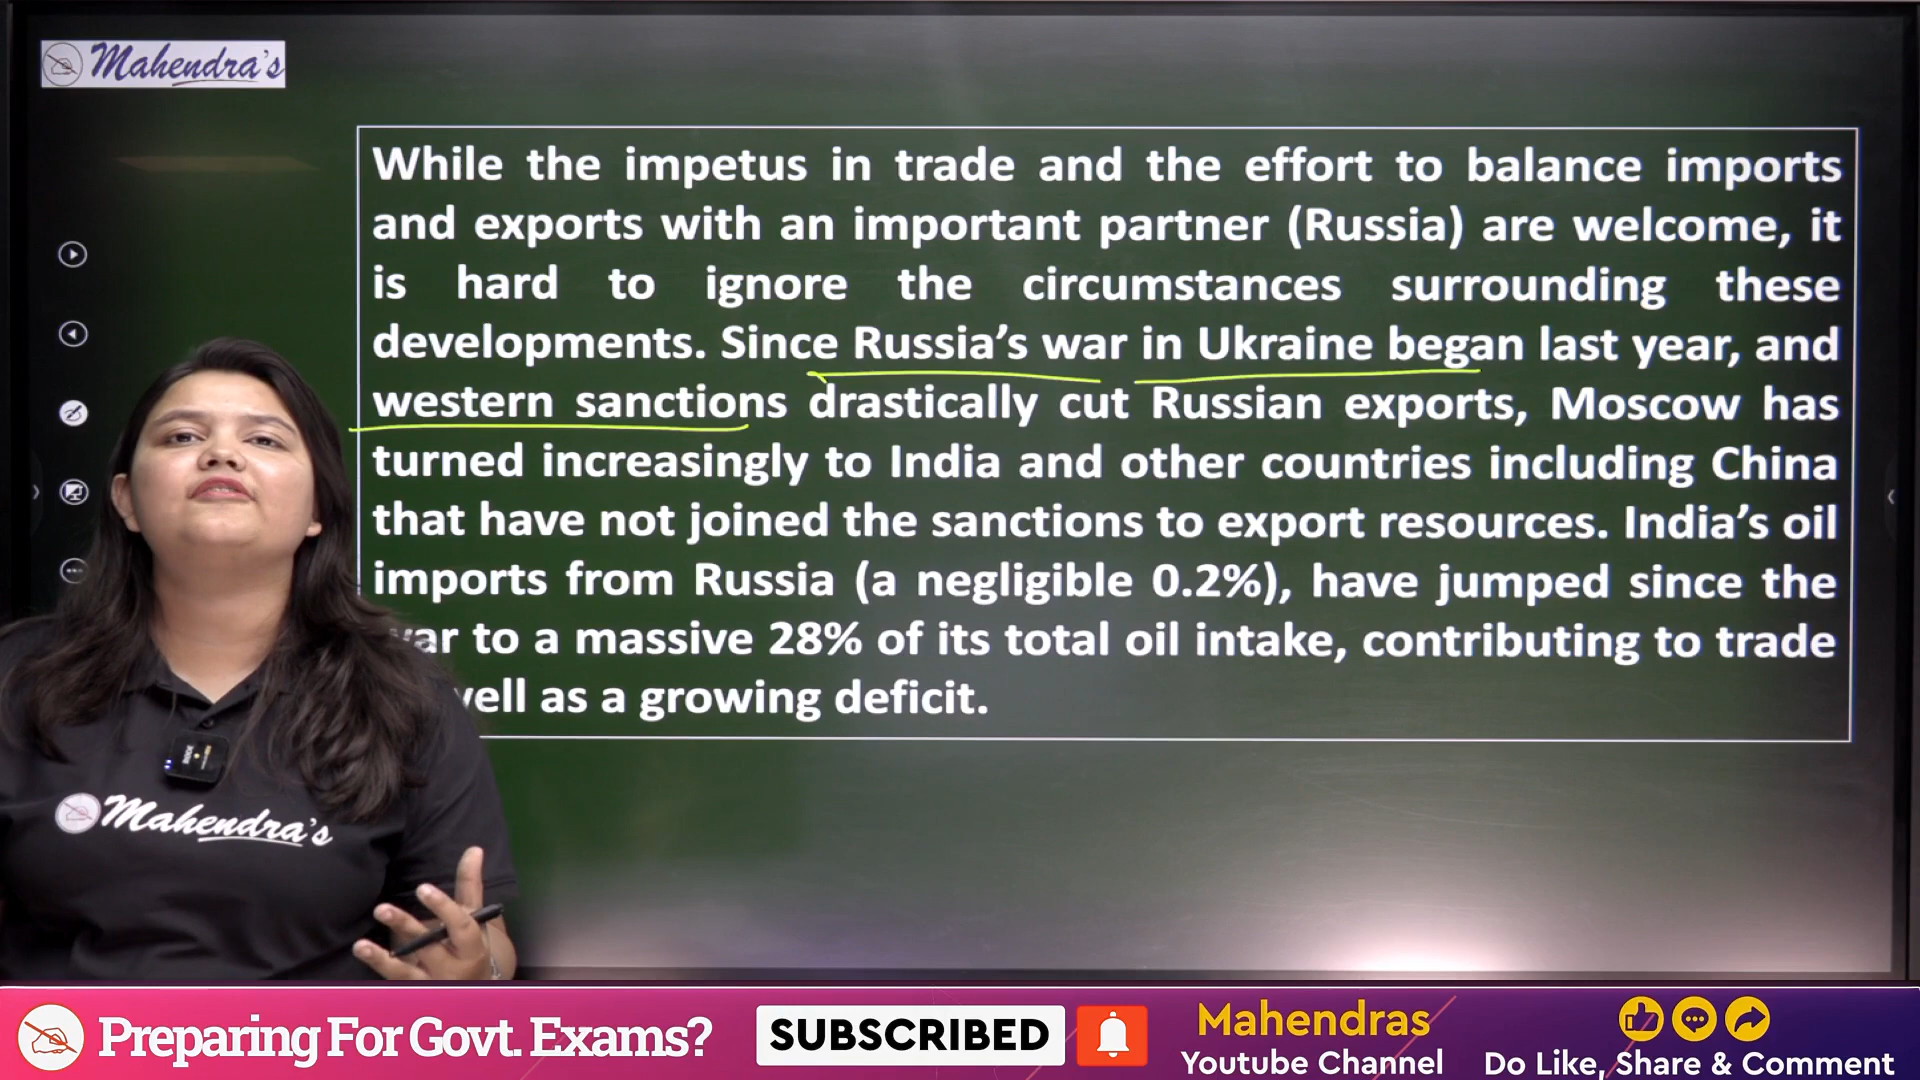 Mahendra's
While the impetus in trade and the effort to balance imports
and exports with an important partner (Russia) are welcome, it
is hard to ignore the circumstances surrounding these
developments. Since Russia's war in Ukraine began last year, and
western sanctions drastically cut Russian exports, Moscow has
turned increasingly to India and other countries including China
that have not joined the sanctions to export resources. India's oil
imports from Russia (a negligible 0.2%), have jumped since the
war to a massive 28% of its total oil intake, contributing to trade
as a growing deficit.
Mahendra's
Preparing For Govt. Exams?
SUBSCRIBED
Mahendras
Youtube Channel
Do Like, Share & Comment